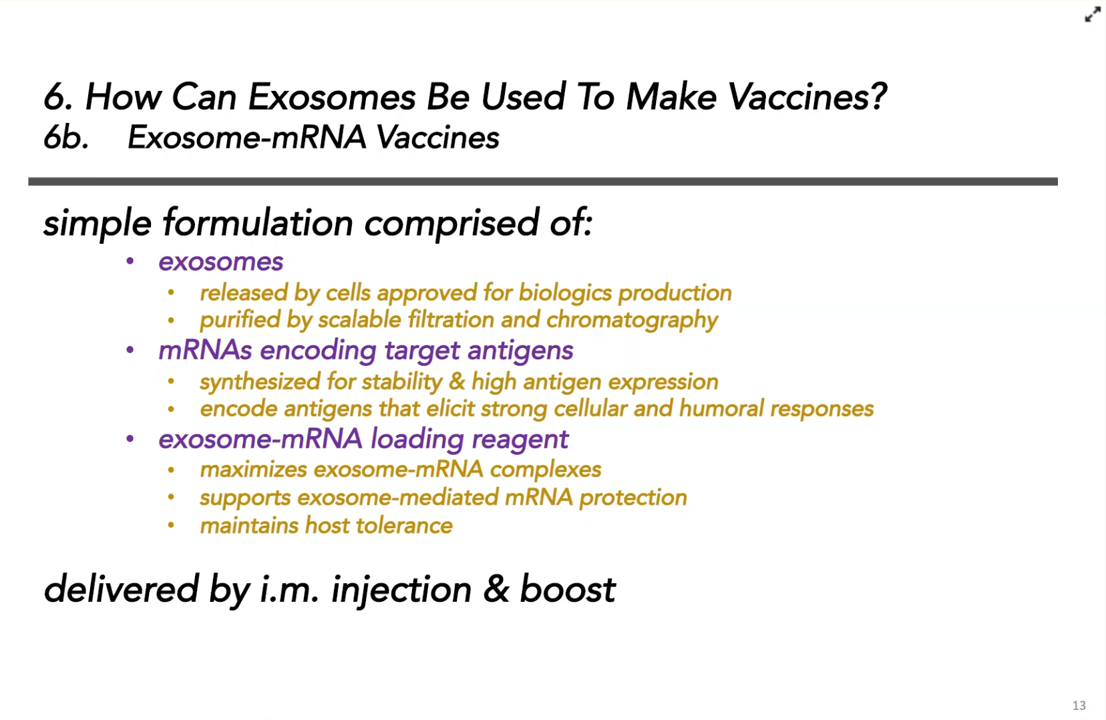 6. How Can Exosomes Be Used To Make Vaccines?
6b. Exosome-mRNA Vaccines
simple formulation comprised of:
• exosomes
• released by cells approved for biologics production
• purified by scalable filtration and chromatography
• mRNAs encoding target antigens
• synthesized for stability & high antigen expression
• encode antigens that elicit strong cellular and humoral responses
• exosome-mRNA loading reagent
• maximizes exosome-mRNA complexes
• supports exosome-mediated mRNA protection
• maintains host tolerance
delivered by i.m. injection & boost
13